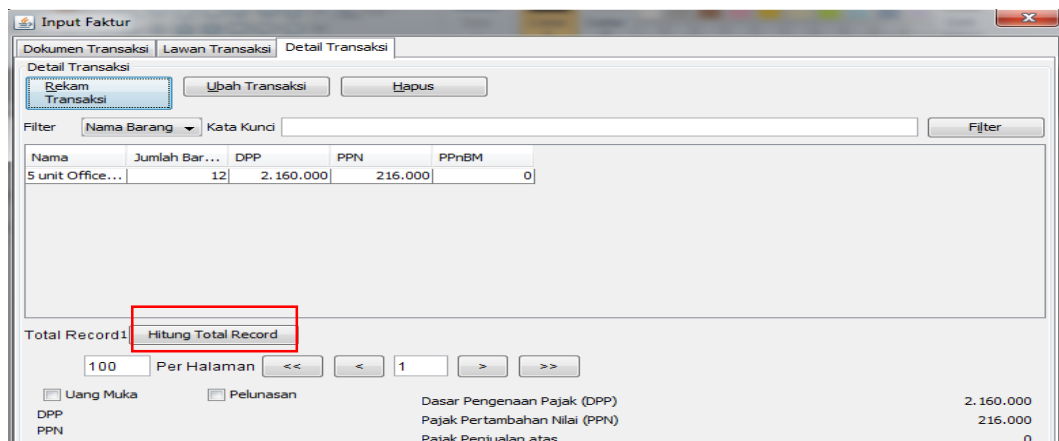 Input Faktur
Dokumen Transaksi Lawan Transaksi Detail Transaksi
Detail Transaksi
Rekam Transaksi Ubah Transaksi Hapus
Filter Nama Barang Kata Kunci Filter
Nama Jumlah Bar... DPP PPN PPnBM
5 unit Office... 12 2.160.000 216.000 0
Total Record1 Hitung Total Record
100 Per Halaman << < 1 > >>
Uang Muka Pelunasan
Dasar Pengenaan Pajak (DPP) 2.160.000
DPP
Pajak Pertambahan Nilai (PPN) 216.000
PPN
Pajak Penjualan atas 0